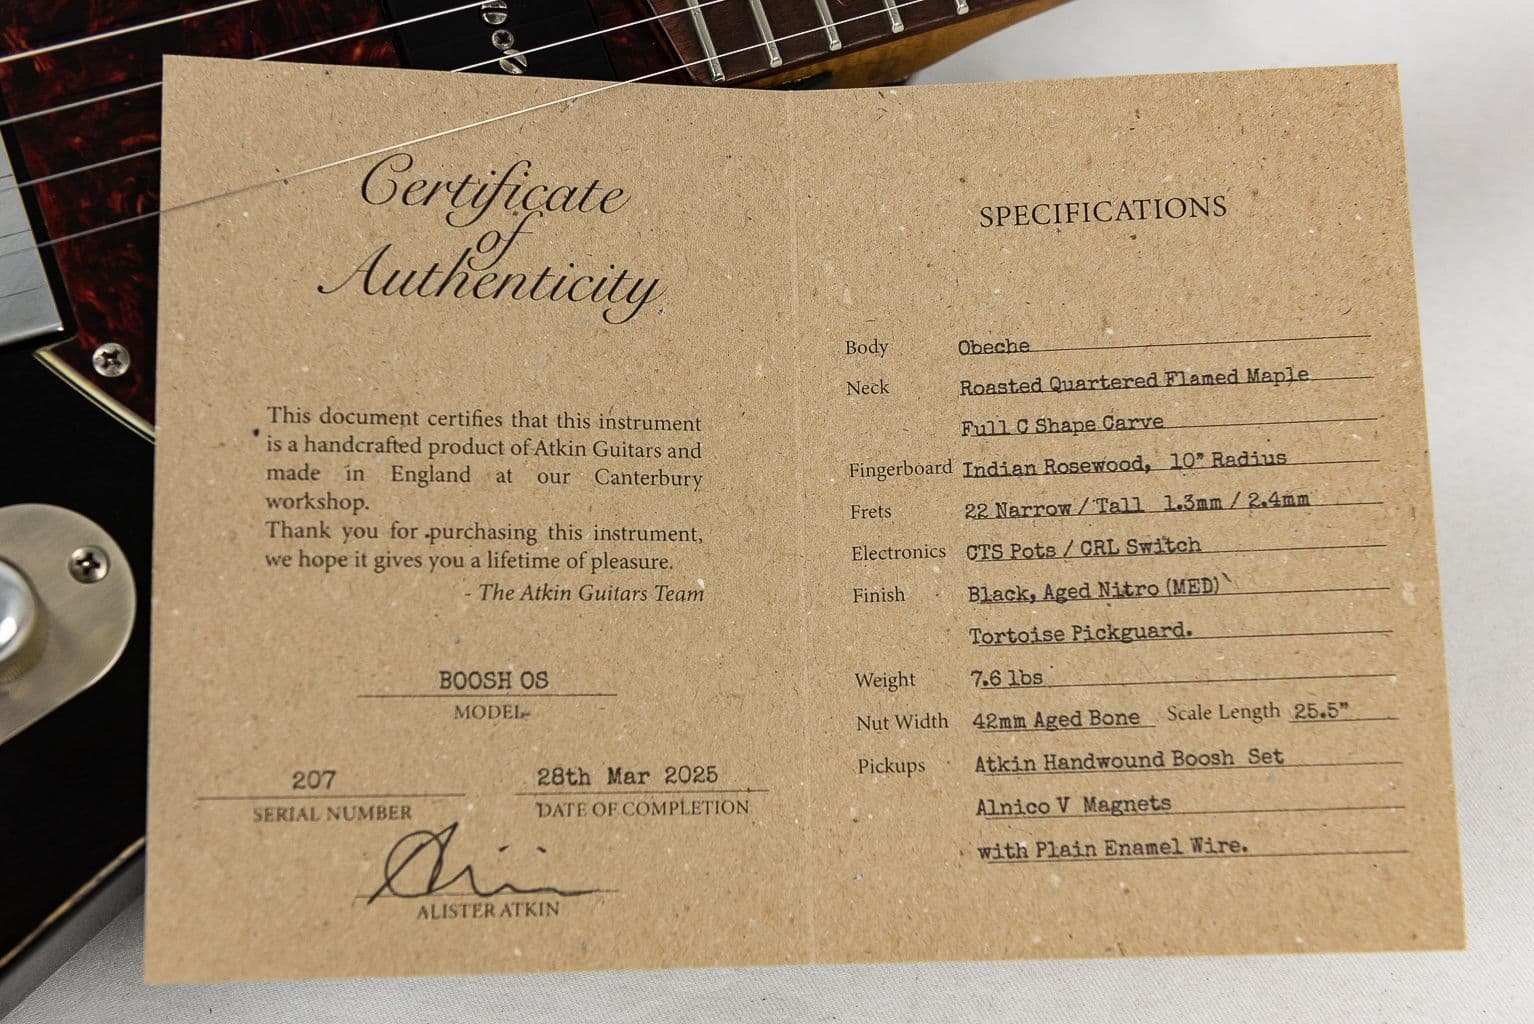 Certificate
of
Authenticity
This document certifies that this instrument
is a handcrafted product of Atkin Guitars and
made in England at our Canterbury
workshop.
Thank you for purchasing this instrument,
we hope it gives you a lifetime of pleasure.
- The Atkin Guitars Team
BOOSH OS
MODEL
207
SERIAL NUMBER
28th Mar 2025
DATE OF COMPLETION
ALISTER ATKIN
SPECIFICATIONS
Body Obeche
Neck Roasted Quartered Flamed Maple
Full C Shape Carve
Fingerboard Indian Rosewood, 10" Radius
Frets 22 Narrow / Tall 1.3mm / 2.4mm
Electronics CTS Pots / CRL Switch
Finish Black, Aged Nitro (MED)
Tortoise Pickguard.
Weight 7.6 lbs
Nut Width 42mm Aged Bone Scale Length 25.5"
Pickups Atkin Handwound Boosh Set
Alnico V Magnets
with Plain Enamel Wire.